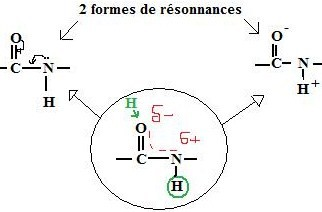 2 formes de résonnances
O
C N
H
O-
C N
H+
H δ-
O δ+
C N
H